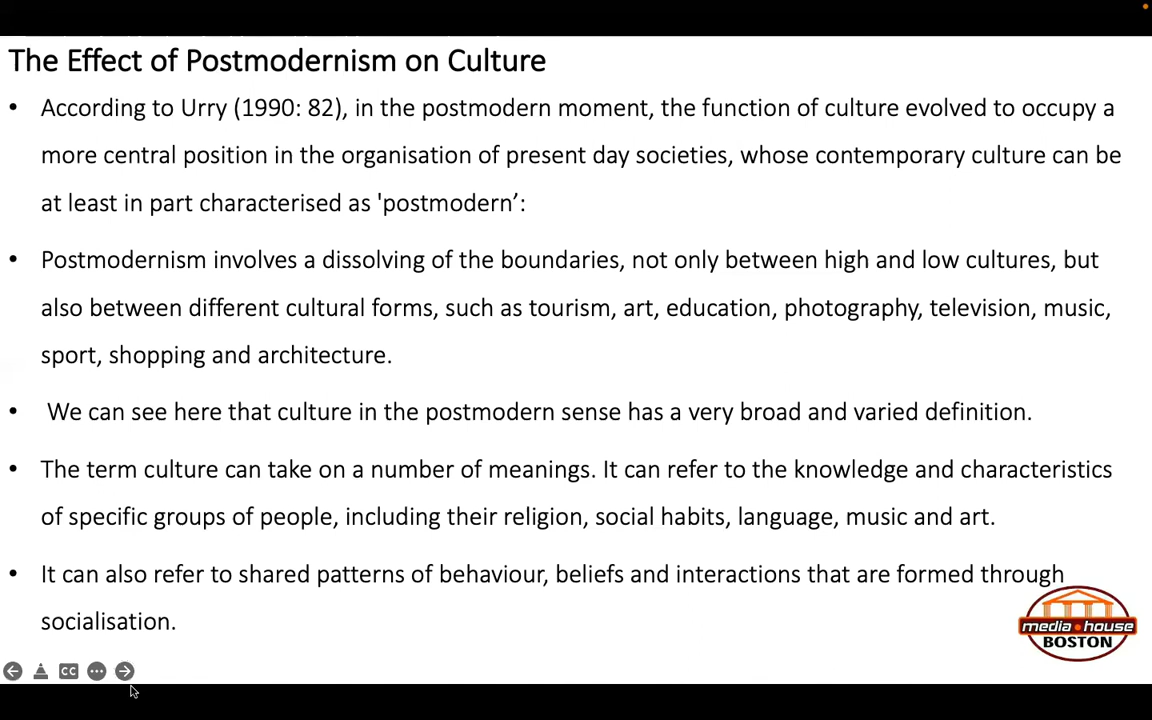 The Effect of Postmodernism on Culture
• According to Urry (1990: 82), in the postmodern moment, the function of culture evolved to occupy a
more central position in the organisation of present day societies, whose contemporary culture can be
at least in part characterised as 'postmodern’:
• Postmodernism involves a dissolving of the boundaries, not only between high and low cultures, but
also between different cultural forms, such as tourism, art, education, photography, television, music,
sport, shopping and architecture.
• We can see here that culture in the postmodern sense has a very broad and varied definition.
• The term culture can take on a number of meanings. It can refer to the knowledge and characteristics
of specific groups of people, including their religion, social habits, language, music and art.
• It can also refer to shared patterns of behaviour, beliefs and interactions that are formed through
socialisation.
media•house
BOSTON
CC